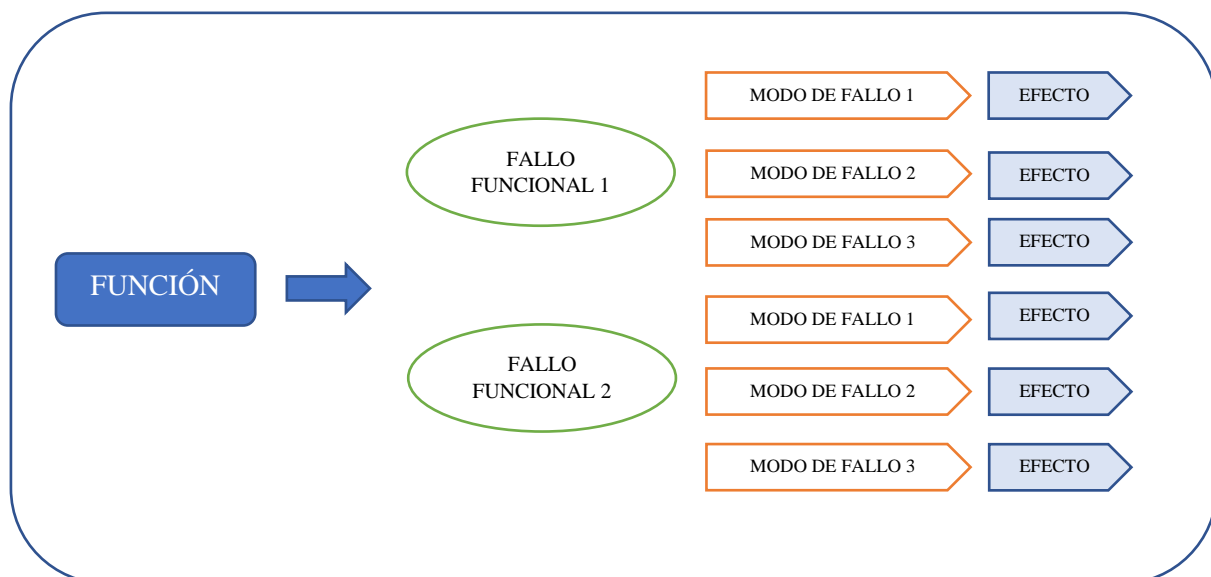 FUNCIÓN
FALLO
FUNCIONAL 1
MODO DE FALLO 1
EFECTO
MODO DE FALLO 2
EFECTO
MODO DE FALLO 3
EFECTO
FALLO
FUNCIONAL 2
MODO DE FALLO 1
EFECTO
MODO DE FALLO 2
EFECTO
MODO DE FALLO 3
EFECTO